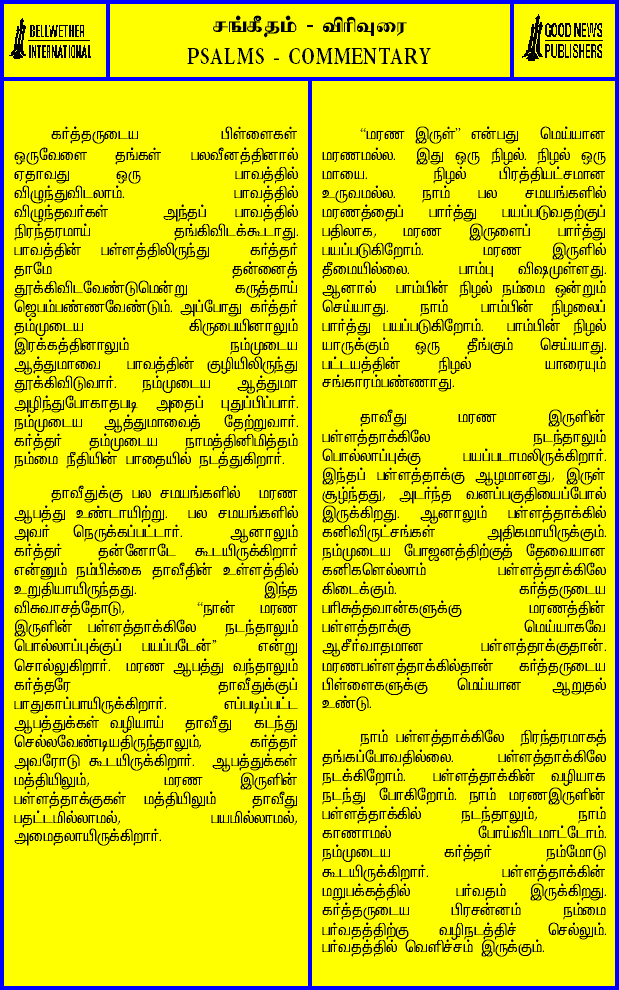 BELLWETHER
INTERNATIONAL
சங்கீதம் - விரிவுரை
PSALMS - COMMENTARY
GOOD NEWS
PUBLISHERS
கர்த்தருடைய பிள்ளைகள்
ஒருவேளை தங்கள் பலவீனத்தினால்
ஏதாவது ஒரு பாவத்தில்
விழுந்துவிடலாம். பாவத்தில்
விழுந்தவர்கள் அந்தப் பாவத்தில்
நிரந்தரமாய் தங்கிவிடக்கூடாது.
பாவத்தின் பள்ளத்திலிருந்து கர்த்தர்
தாமே தன்னைத்
தூக்கிவிடவேண்டுமென்று கருத்தாய்
ஜெபம்பண்ணவேண்டும். அப்போது கர்த்தர்
தம்முடைய கிருபையினாலும்
இரக்கத்தினாலும் நம்முடைய
ஆத்துமாவை பாவத்தின் குழியிலிருந்து
தூக்கிவிடுவார். நம்முடைய ஆத்துமா
அழிந்துபோகாதபடி அதைப் புதுப்பிப்பார்.
நம்முடைய ஆத்துமாவைத் தேற்றுவார்.
கர்த்தர் தம்முடைய நாமத்தினிமித்தம்
நம்மை நீதியின் பாதையில் நடத்துகிறார்.
தாவீதுக்கு பல சமயங்களில் மரண
ஆபத்து உண்டாயிற்று. பல சமயங்களில்
அவர் நெருக்கப்பட்டார். ஆனாலும்
கர்த்தர் தன்னோடே கூடயிருக்கிறார்
என்னும் நம்பிக்கை தாவீதின் உள்ளத்தில்
உறுதியாயிருந்தது. இந்த
விசுவாசத்தோடு, “நான் மரண
இருளின் பள்ளத்தாக்கிலே நடந்தாலும்
பொல்லாப்புக்குப் பயப்படேன்” என்று
சொல்லுகிறார். மரண ஆபத்து வந்தாலும்
கர்த்தரே தாவீதுக்குப்
பாதுகாப்பாயிருக்கிறார். எப்படிப்பட்ட
ஆபத்துக்கள் வழியாய் தாவீது கடந்து
செல்லவேண்டியதிருந்தாலும், கர்த்தர்
அவரோடு கூடயிருக்கிறார். ஆபத்துக்கள்
மத்தியிலும், மரண இருளின்
பள்ளத்தாக்குகள் மத்தியிலும் தாவீது
பதட்டமில்லாமல், பயமில்லாமல்,
அமைதலாயிருக்கிறார்.
“மரண இருள்” என்பது மெய்யான
மரணமல்ல. இது ஒரு நிழல். நிழல் ஒரு
மாயை. நிழல் பிரத்தியட்சமான
உருவமல்ல. நாம் பல சமயங்களில்
மரணத்தைப் பார்த்து பயப்படுவதற்குப்
பதிலாக, மரண இருளைப் பார்த்து
பயப்படுகிறோம். மரண இருளில்
தீமையில்லை. பாம்பு விஷமுள்ளது.
ஆனால் பாம்பின் நிழல் நம்மை ஒன்றும்
செய்யாது. நாம் பாம்பின் நிழலைப்
பார்த்து பயப்படுகிறோம். பாம்பின் நிழல்
யாருக்கும் ஒரு தீங்கும் செய்யாது.
பட்டயத்தின் நிழல் யாரையும்
சங்காரம்பண்ணாது.
தாவீது மரண இருளின்
பள்ளத்தாக்கிலே நடந்தாலும்
பொல்லாப்புக்கு பயப்படாமலிருக்கிறார்.
இந்தப் பள்ளத்தாக்கு ஆழமானது, இருள்
சூழ்ந்தது, அடர்ந்த வனப்பகுதியைப்போல்
இருக்கிறது. ஆனாலும் பள்ளத்தாக்கில்
கனிவிருட்சங்கள் அதிகமாயிருக்கும்.
நம்முடைய போஜனத்திற்குத் தேவையான
கனிகளெல்லாம் பள்ளத்தாக்கிலே
கிடைக்கும். கர்த்தருடைய
பரிசுத்தவான்களுக்கு மரணத்தின்
பள்ளத்தாக்கு மெய்யாகவே
ஆசீர்வாதமான பள்ளத்தாக்குதான்.
மரணபள்ளத்தாக்கில்தான் கர்த்தருடைய
பிள்ளைகளுக்கு மெய்யான ஆறுதல்
உண்டு.
நாம் பள்ளத்தாக்கிலே நிரந்தரமாகத்
தங்கப்போவதில்லை. பள்ளத்தாக்கிலே
நடக்கிறோம். பள்ளத்தாக்கின் வழியாக
நடந்து போகிறோம். நாம் மரணஇருளின்
பள்ளத்தாக்கில் நடந்தாலும், நாம்
காணாமல் போய்விடமாட்டோம்.
நம்முடைய கர்த்தர் நம்மோடு
கூடயிருக்கிறார். பள்ளத்தாக்கின்
மறுபக்கத்தில் பர்வதம் இருக்கிறது.
கர்த்தருடைய பிரசன்னம் நம்மை
பர்வதத்திற்கு வழிநடத்திச் செல்லும்.
பர்வதத்தில் வெளிச்சம் இருக்கும்.